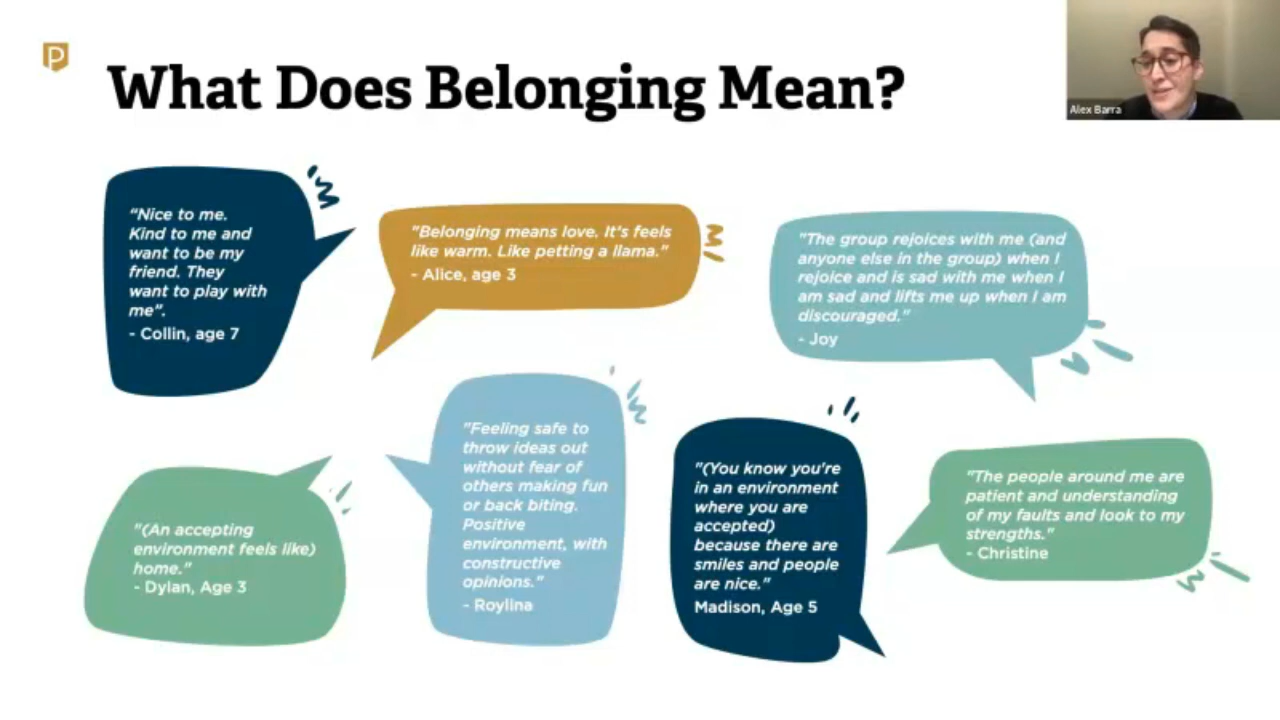 P
What Does Belonging Mean?
Alex Barra
"Nice to me.
Kind to me and
want to be my
friend. They
want to play with
me".
- Collin, age 7
"Belonging means love. It's feels
like warm. Like petting a llama."
- Alice, age 3
"The group rejoices with me (and
anyone else in the group) when I
rejoice and is sad with me when I
am sad and lifts me up when I am
discouraged."
- Joy
"(An accepting
environment feels like)
home."
- Dylan, Age 3
"Feeling safe to
throw ideas out
without fear of
others making fun
or back biting.
Positive
environment, with
constructive
opinions."
- Roylina
"(You know you're
in an environment
where you are
accepted)
because there are
smiles and people
are nice."
Madison, Age 5
"The people around me are
patient and understanding
of my faults and look to my
strengths."
- Christine